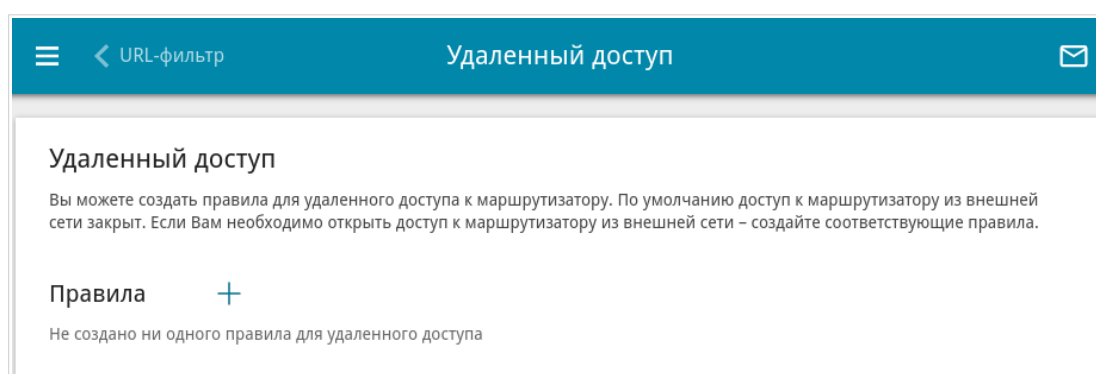 URL-фильтр
Удаленный доступ
Удаленный доступ
Вы можете создать правила для удаленного доступа к маршрутизатору. По умолчанию доступ к маршрутизатору из внешней
сети закрыт. Если Вам необходимо открыть доступ к маршрутизатору из внешней сети – создайте соответствующие правила.
Правила
Не создано ни одного правила для удаленного доступа